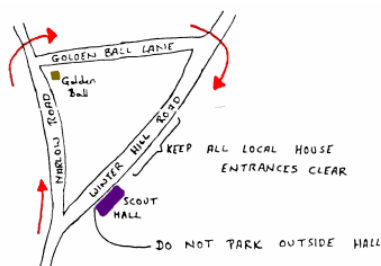 GOLDEN BALL LANE
Golden
Ball
MARLOW ROAD
WINTER HILL ROAD
KEEP ALL LOCAL HOUSE
ENTRANCES CLEAR
SCOUT
HALL
DO NOT PARK OUTSIDE HALL